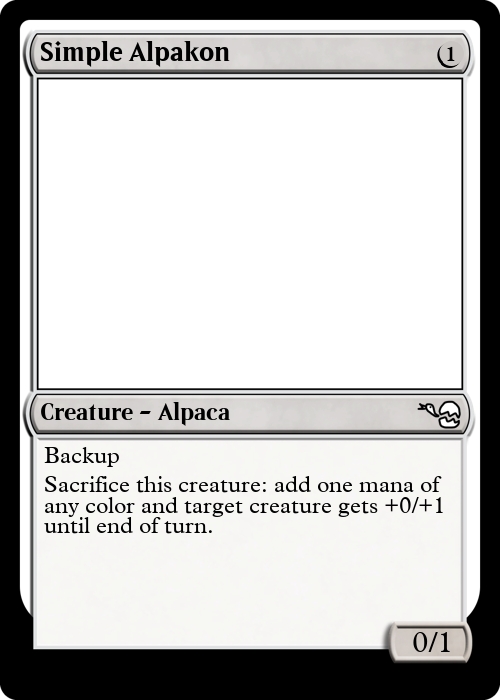 Simple Alpakon
1
Creature – Alpaca
Backup
Sacrifice this creature: add one mana of
any color and target creature gets +0/+1
until end of turn.
0/1